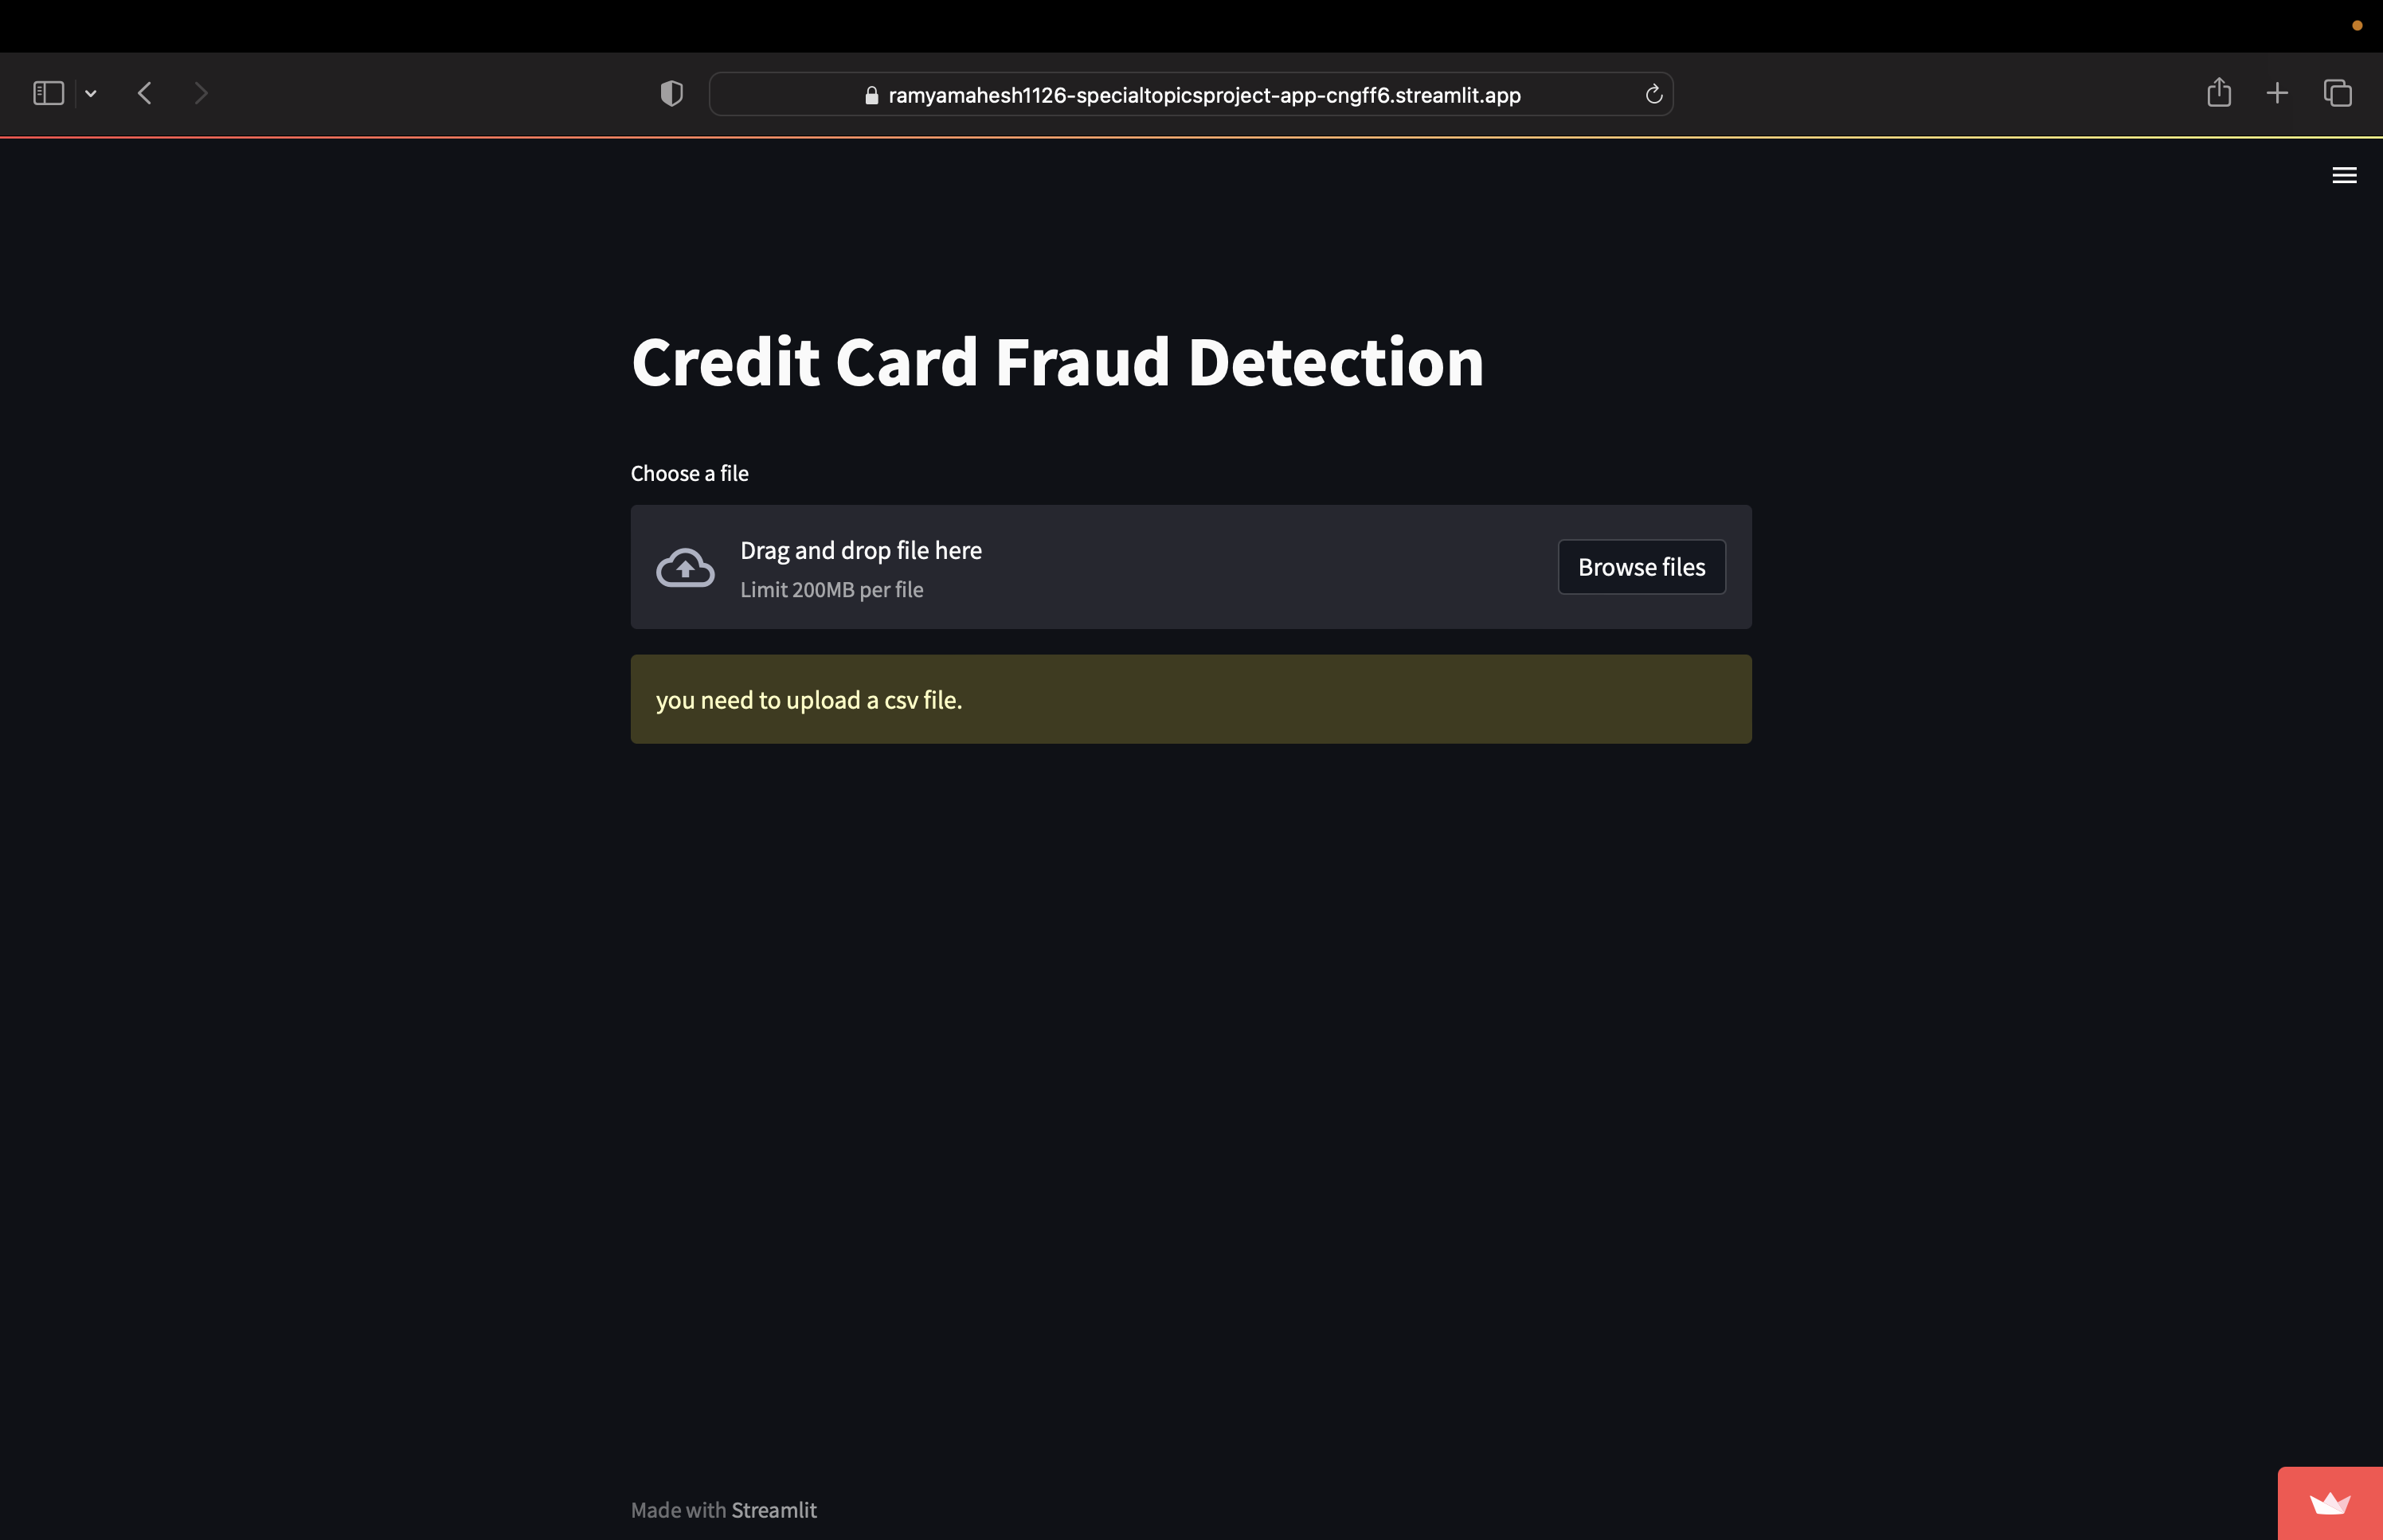 ramyamahesh1126-specialtopicsproject-app-cngff6.streamlit.app
Credit Card Fraud Detection
Choose a file
Drag and drop file here
Limit 200MB per file
Browse files
you need to upload a csv file.
Made with Streamlit